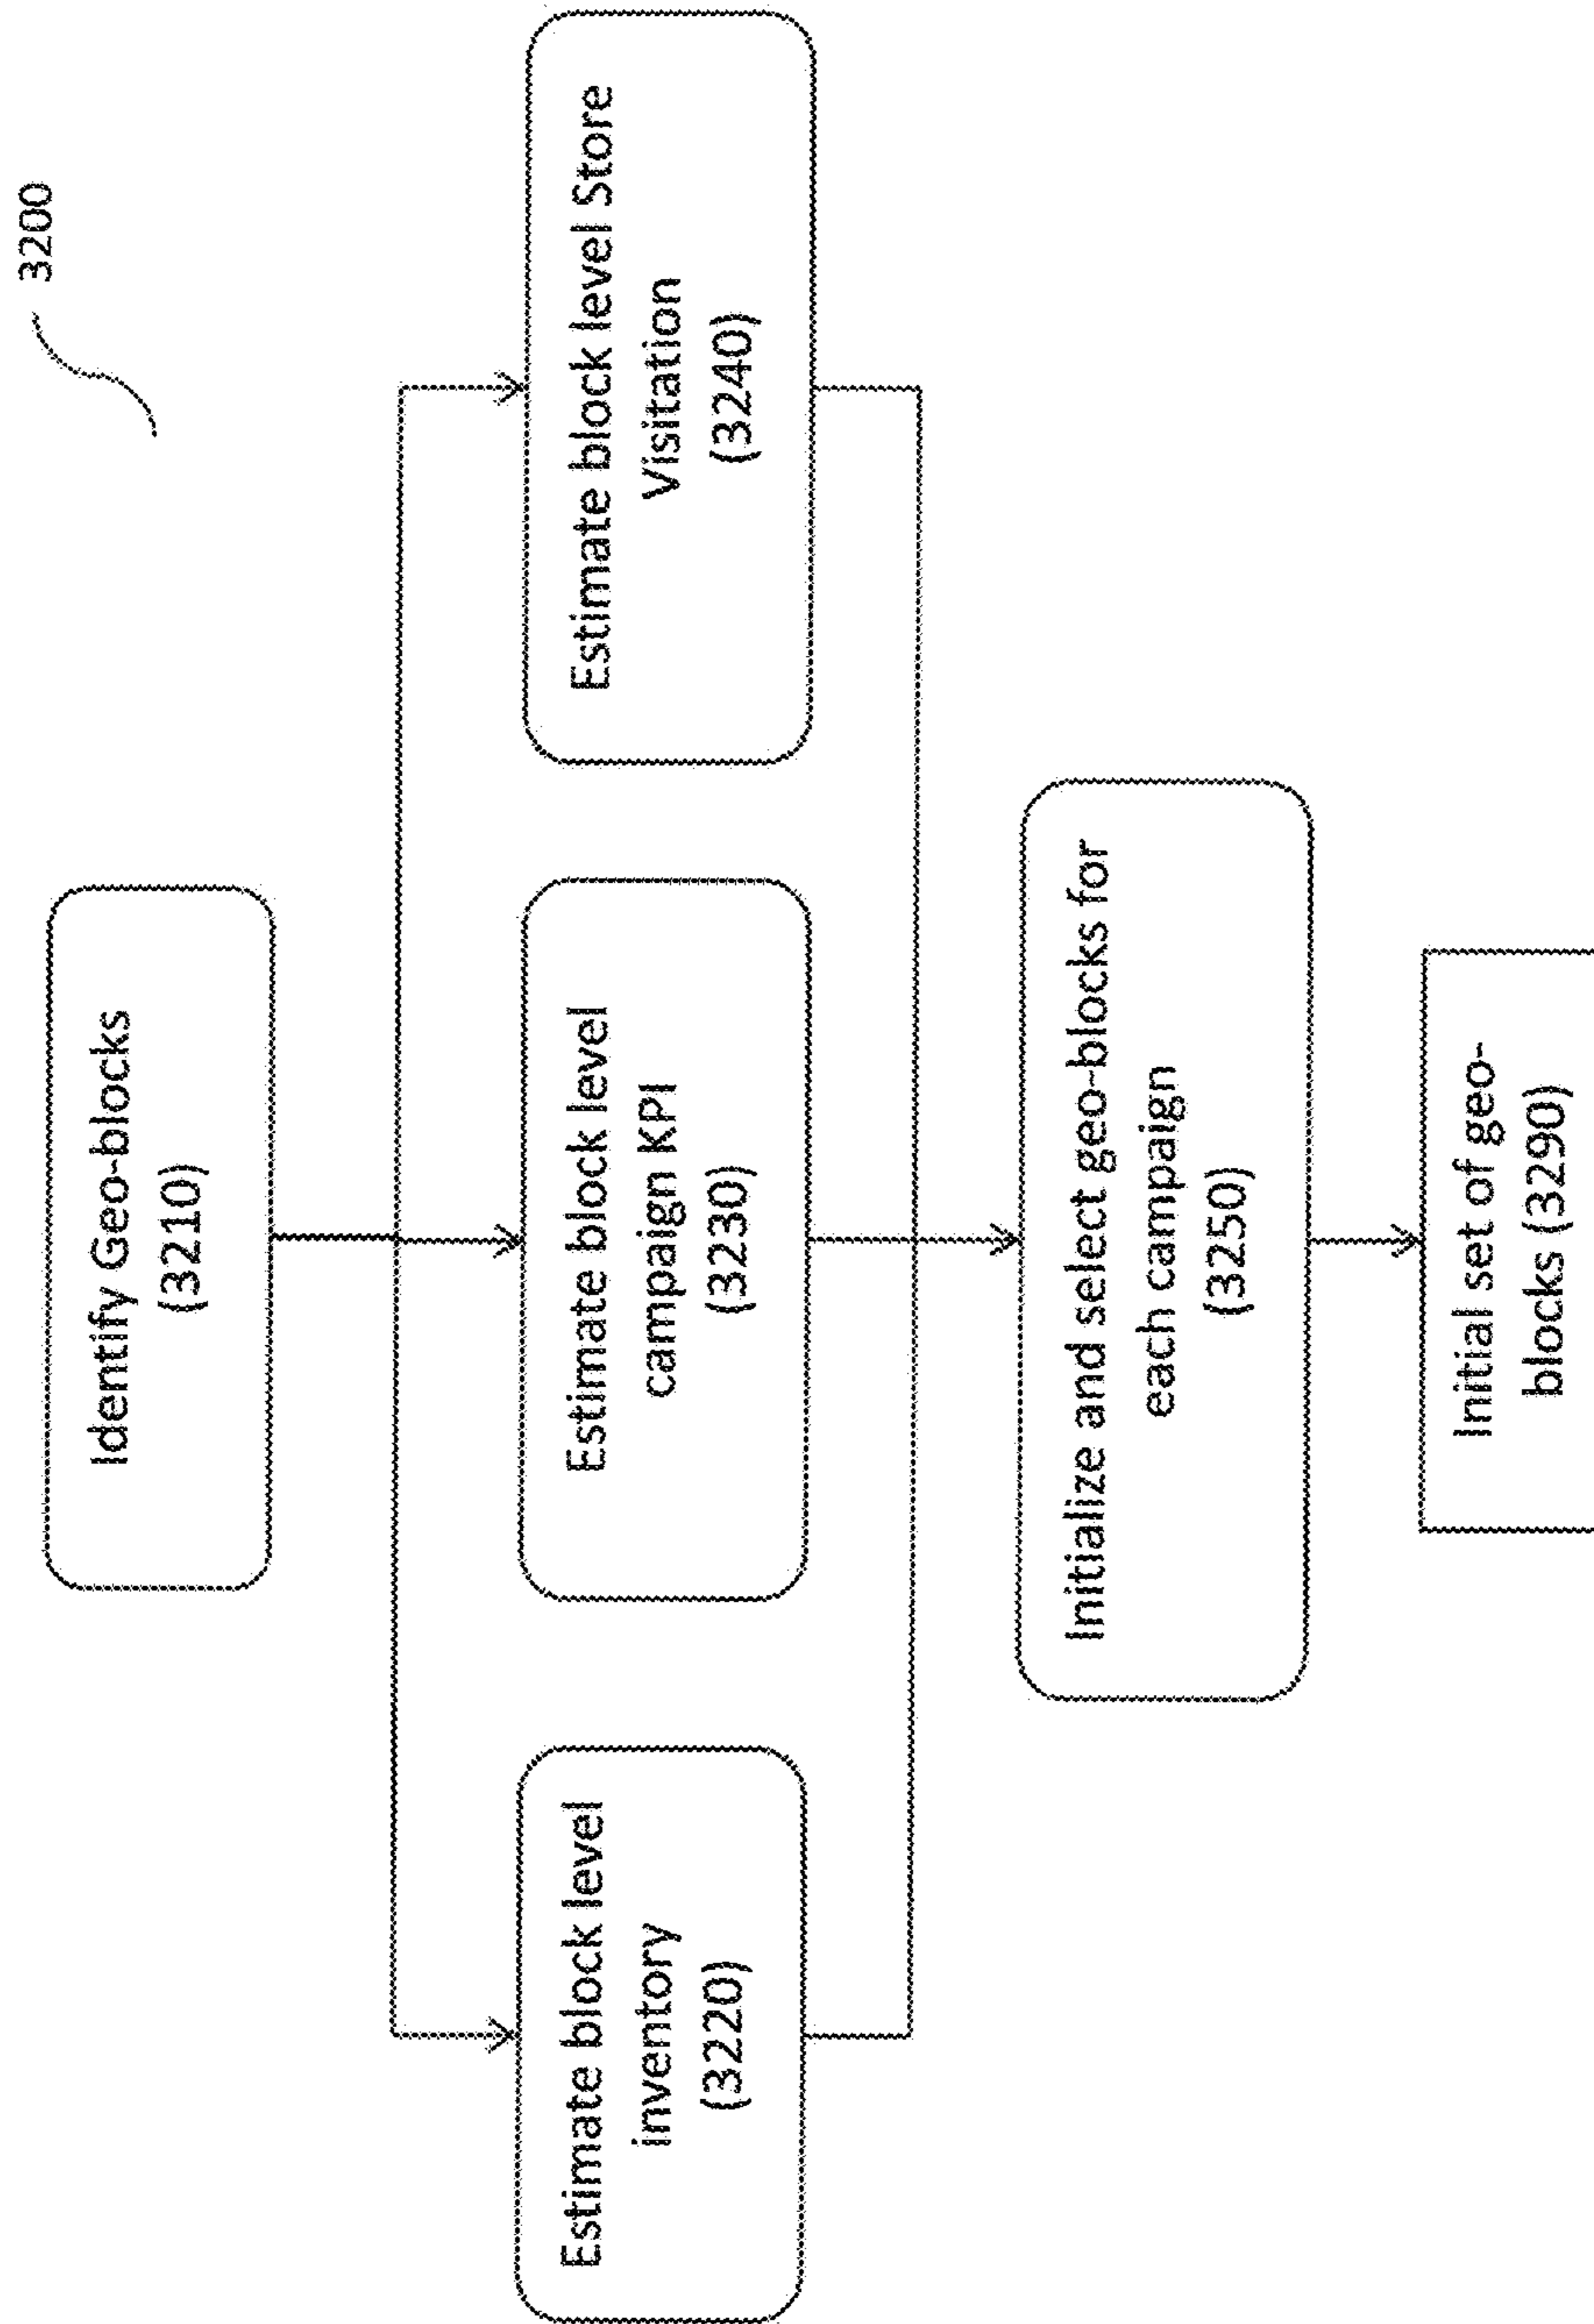 3200
Identify Geo-blocks
(3210)
Estimate block level
inventory
(3220)
Estimate block level
campaign KPI
(3230)
Estimate block level Store
Visitation
(3240)
Initialize and select geo-blocks for
each campaign
(3250)
Initial set of geo-
blocks (3290)